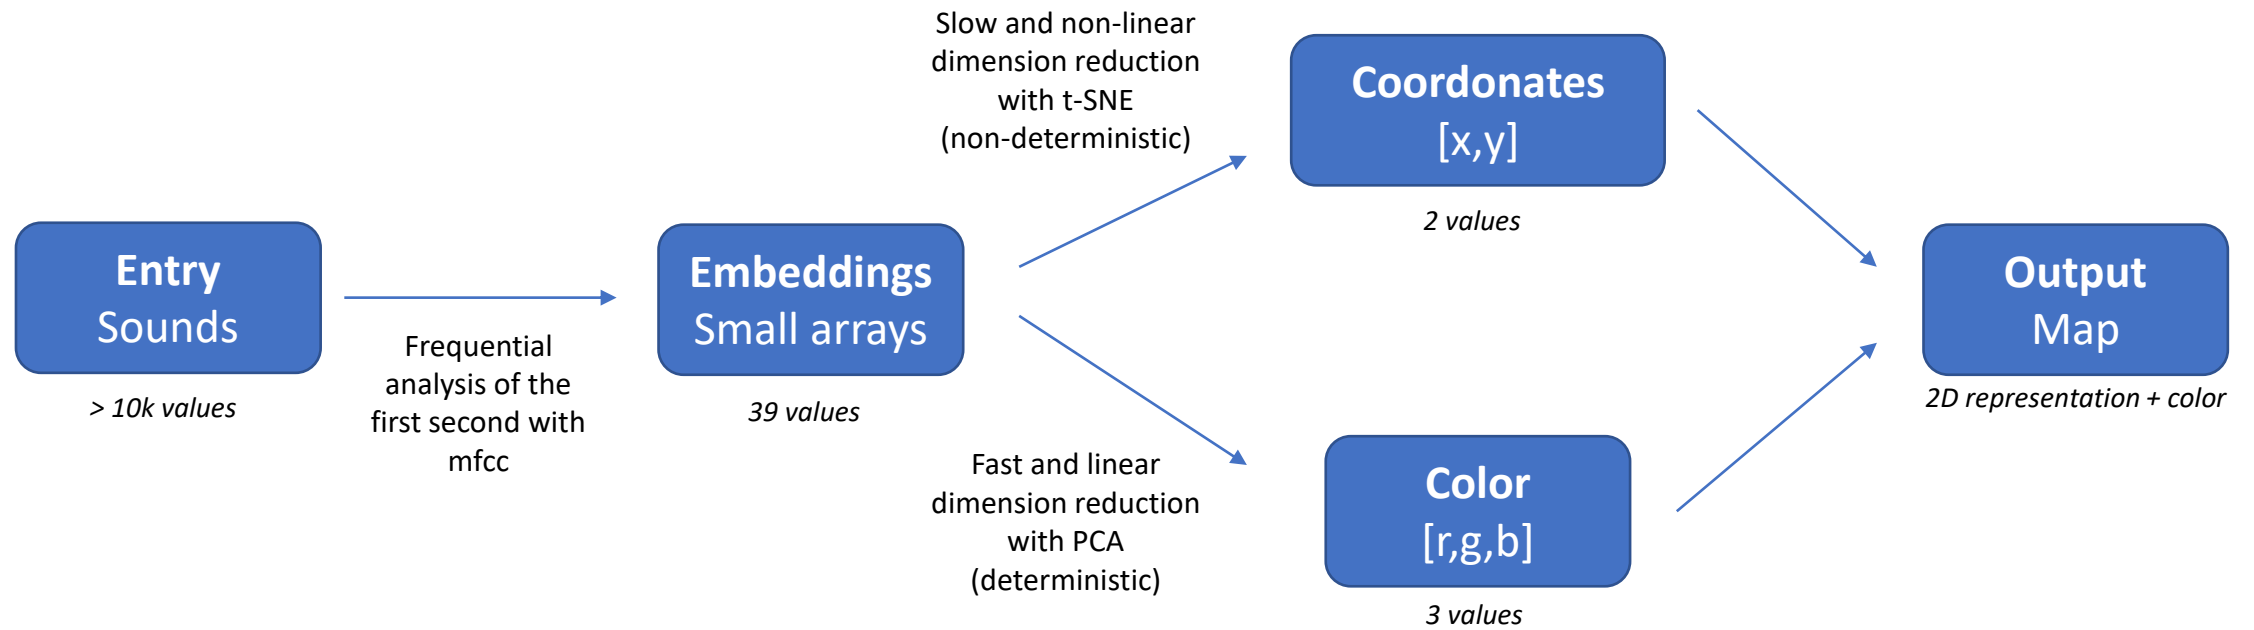 Entry
Sounds
> 10k values
Frequential
analysis of the
first second with
mfcc
Embeddings
Small arrays
39 values
Slow and non-linear
dimension reduction
with t-SNE
(non-deterministic)
Coordonates
[x,y]
2 values
Fast and linear
dimension reduction
with PCA
(deterministic)
Color
[r,g,b]
3 values
Output
Map
2D representation + color